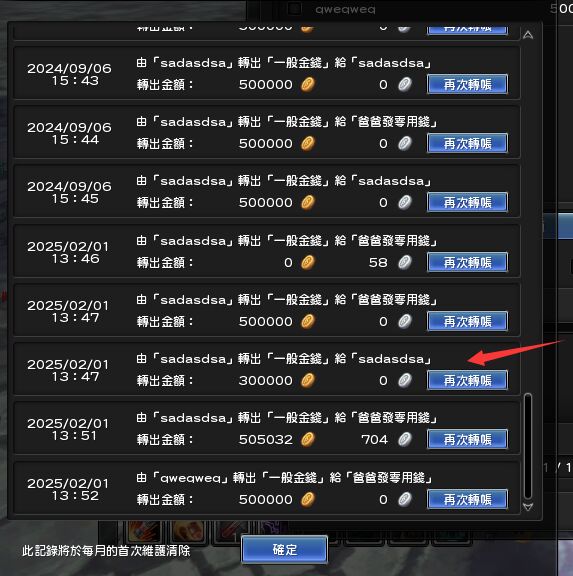 qweqweq
500
轉出金額： 500000 0 再次轉帳
2024/09/06 15：43
由「sadasdsa」轉出「一般金錢」給「sadasdsa」
轉出金額： 500000 0 再次轉帳
2024/09/06 15：44
由「sadasdsa」轉出「一般金錢」給「爸爸發零用錢」
轉出金額： 500000 0 再次轉帳
2024/09/06 15：45
由「sadasdsa」轉出「一般金錢」給「sadasdsa」
轉出金額： 500000 0 再次轉帳
2025/02/01 13：46
由「sadasdsa」轉出「一般金錢」給「爸爸發零用錢」
轉出金額： 0 58 再次轉帳
2025/02/01 13：47
由「sadasdsa」轉出「一般金錢」給「爸爸發零用錢」
轉出金額： 500000 0 再次轉帳
2025/02/01 13：47
由「sadasdsa」轉出「一般金錢」給「sadasdsa」
轉出金額： 300000 0 再次轉帳
2025/02/01 13：51
由「sadasdsa」轉出「一般金錢」給「爸爸發零用錢」
轉出金額： 505032 704 再次轉帳
1 / 1
2025/02/01 13：52
由「qweqweq」轉出「一般金錢」給「爸爸發零用錢」
轉出金額： 500000 0 再次轉帳
此記錄將於每月的首次維護清除
確定